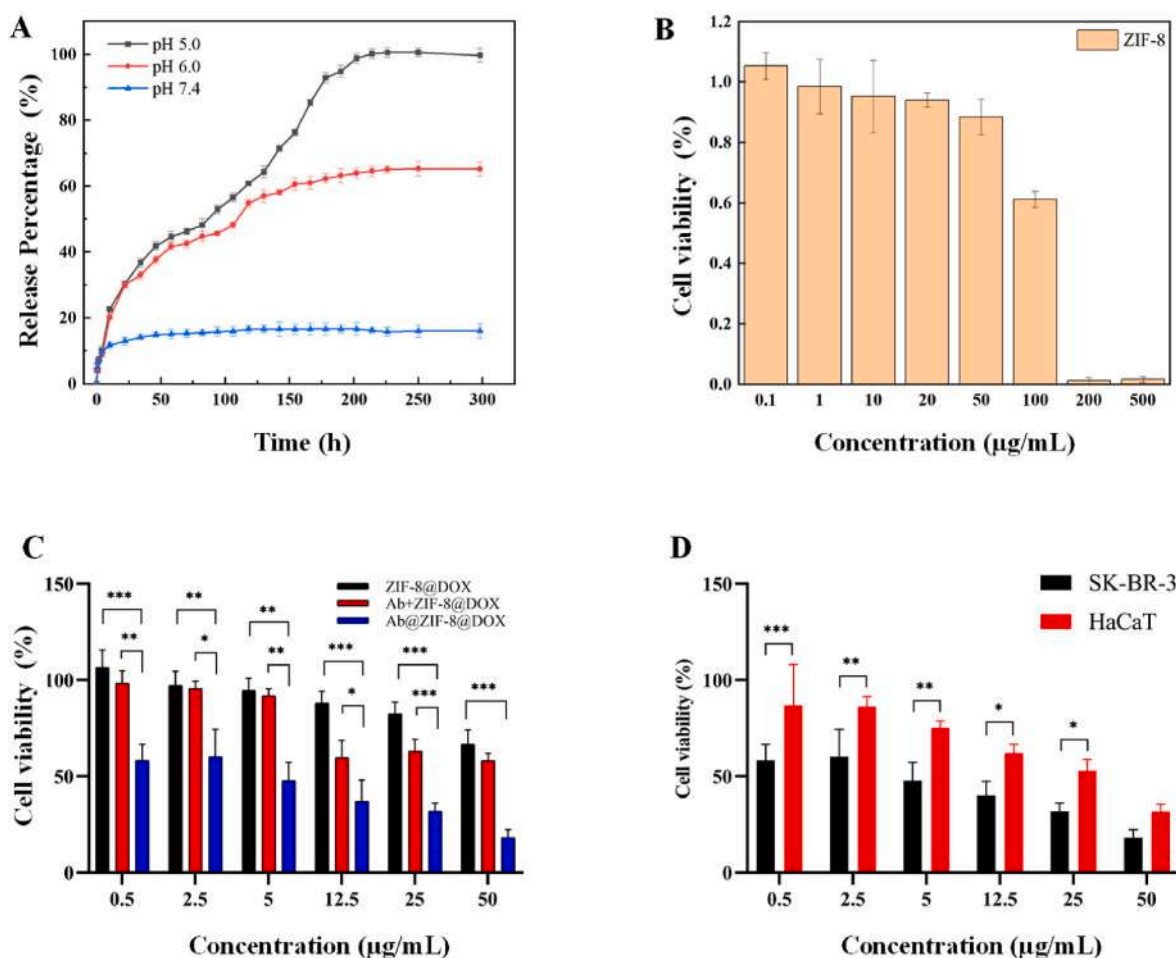 A
pH 5.0
pH 6.0
pH 7.4
Release Percentage (%)
100
80
60
40
20
0
0 50 100 150 200 250 300
Time (h)
B
ZIF-8
Cell viability (%)
1.2
1.0
0.8
0.6
0.4
0.2
0.0
0.1 1 10 20 50 100 200 500
Concentration (µg/mL)
C
ZIF-8@DOX
Ab+ZIF-8@DOX
Ab@ZIF-8@DOX
Cell viability (%)
150
100
50
0
*** ** ** *** *** ***
** * ** * ***
0.5 2.5 5 12.5 25 50
Concentration (µg/mL)
D
SK-BR-3
HaCaT
Cell viability (%)
150
100
50
0
*** ** ** * *
0.5 2.5 5 12.5 25 50
Concentration (µg/mL)